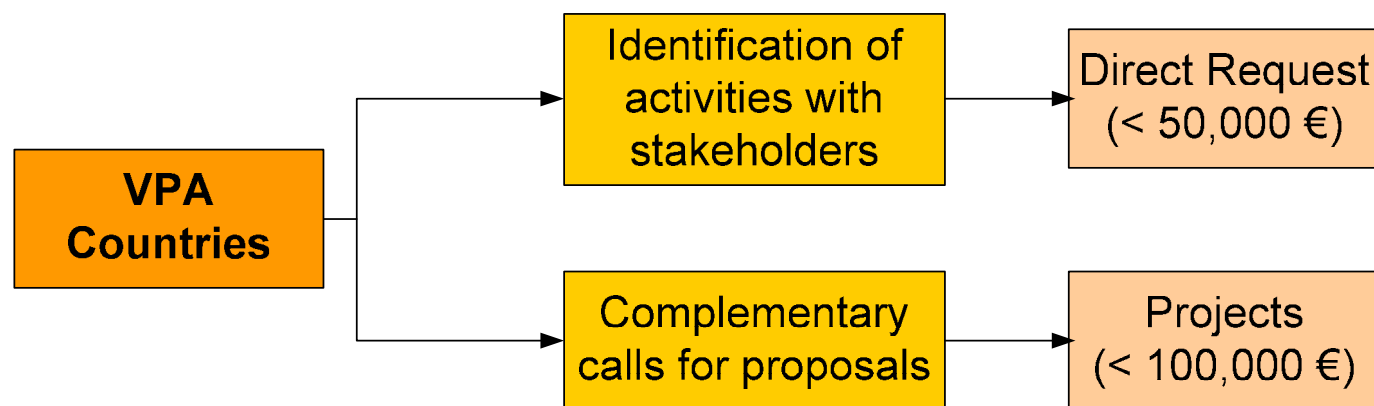 VPA
Countries
Identification of
activities with
stakeholders
Direct Request
(< 50,000 €)
Complementary
calls for proposals
Projects
(< 100,000 €)